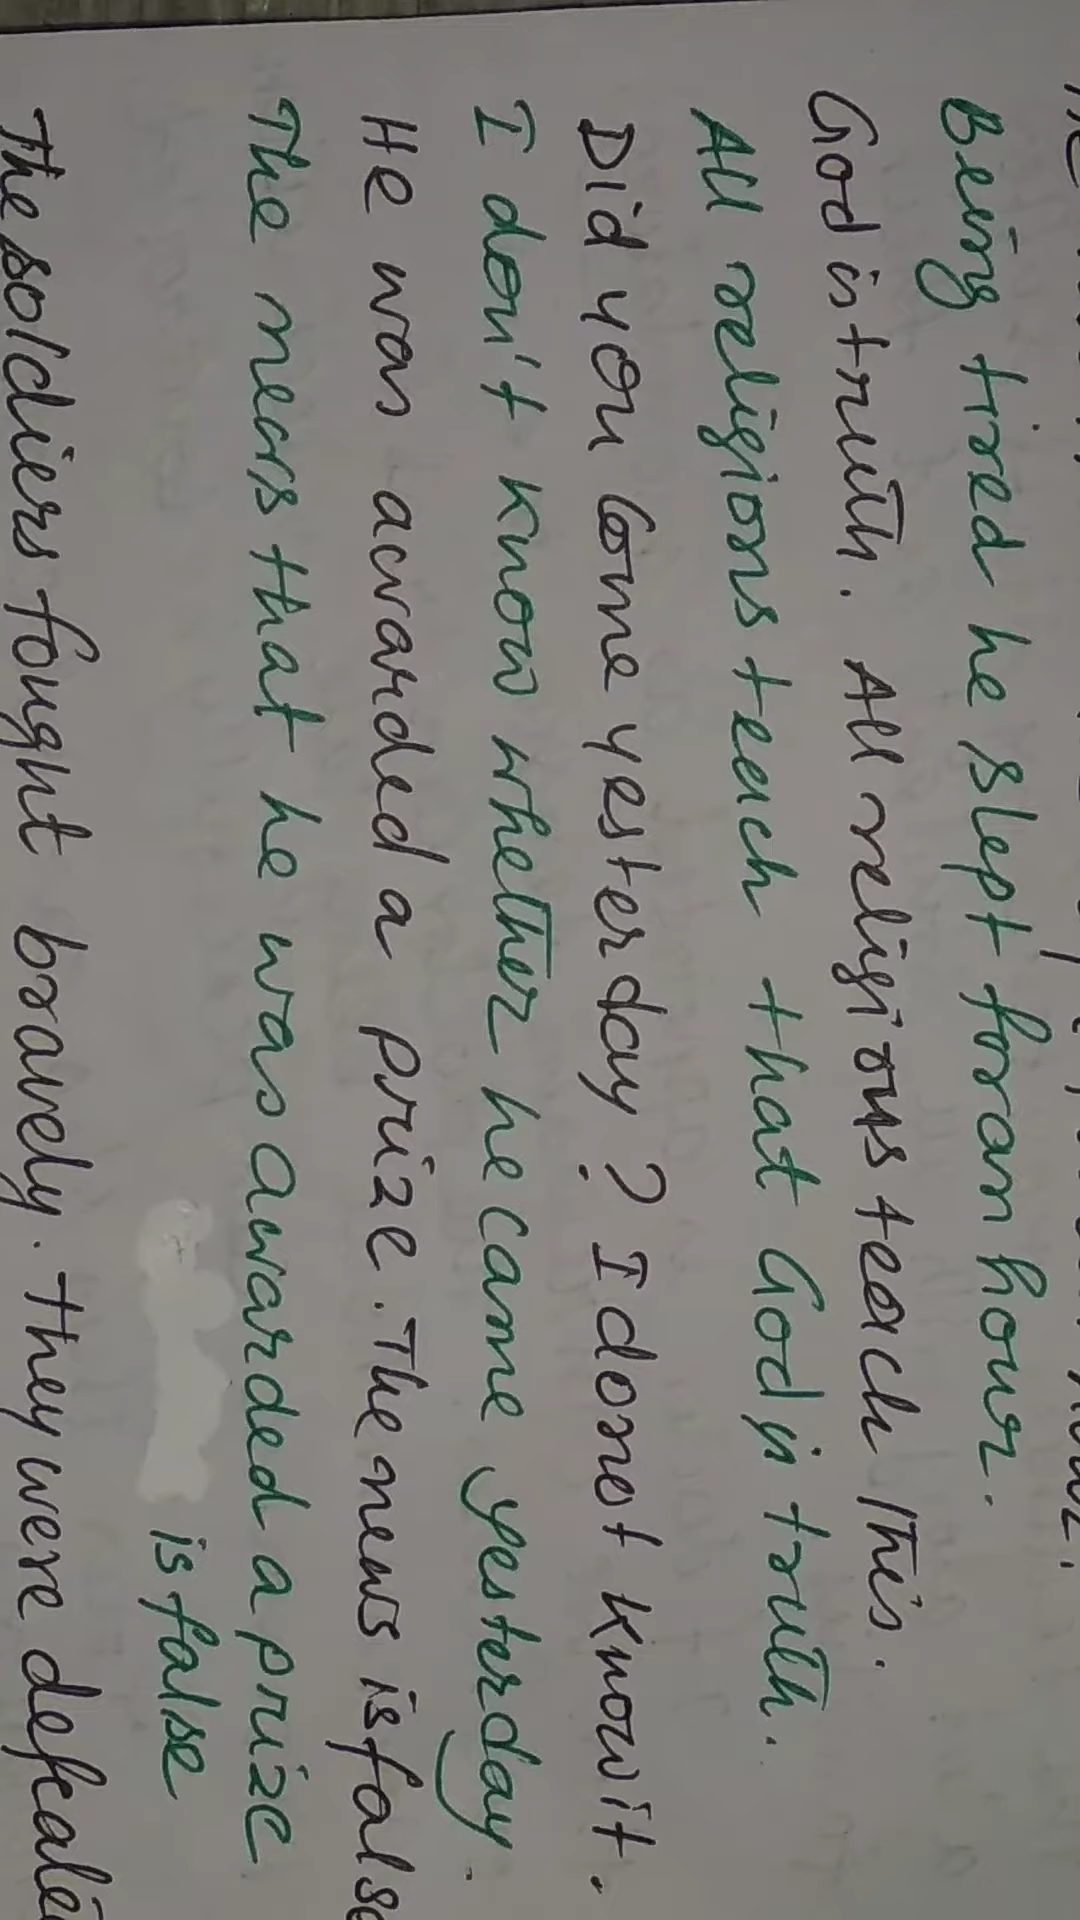 Being tired he slept for an hour.
God is truth. All religions teach this.
All religions teach that God is truth.
Did you come yesterday? I do not know it.
I don't know whether he came yesterday.
He was awarded a prize. The news is false
The news that he was awarded a prize
is false
The soldiers fought bravely. They were defeated